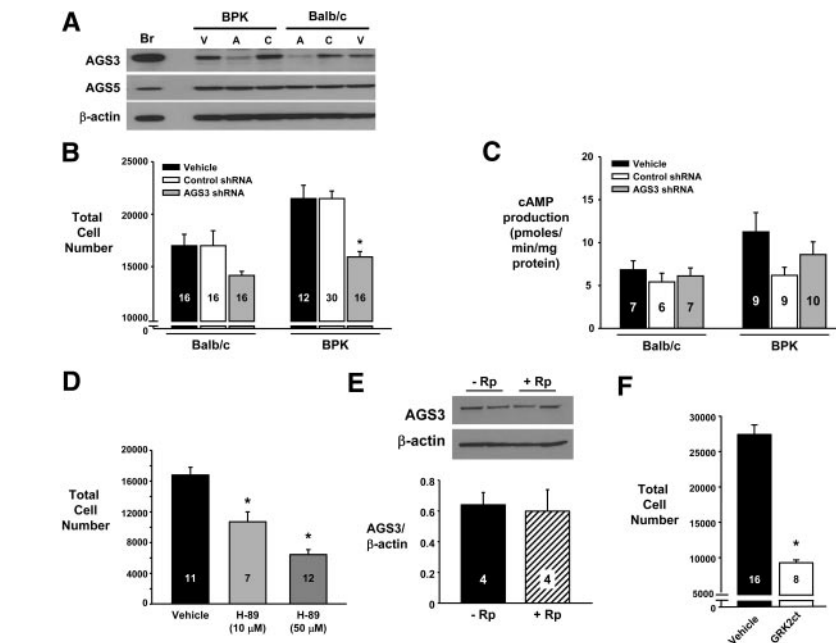 A
BPK
Balb/c
Br
V A C A C V
AGS3
AGS5
β-actin
B
25000
20000
15000
10000
0
Total
Cell
Number
Vehicle
Control shRNA
AGS3 shRNA
*
16 16 16 12 30 16
Balb/c BPK
C
20
15
10
5
0
cAMP
production
(pmoles/
min/mg
protein)
Vehicle
Control shRNA
AGS3 shRNA
7 6 7 9 9 10
Balb/c BPK
D
20000
16000
12000
8000
4000
0
Total
Cell
Number
*
*
11 7 12
Vehicle H-89 H-89
(10 μM) (50 μM)
E
- Rp + Rp
AGS3
β-actin
0.8
0.6
0.4
0.2
0
AGS3/
β-actin
4 4
- Rp + Rp
F
30000
25000
20000
15000
10000
5000
0
Total
Cell
Number
*
16 8
Vehicle
GRK2ct